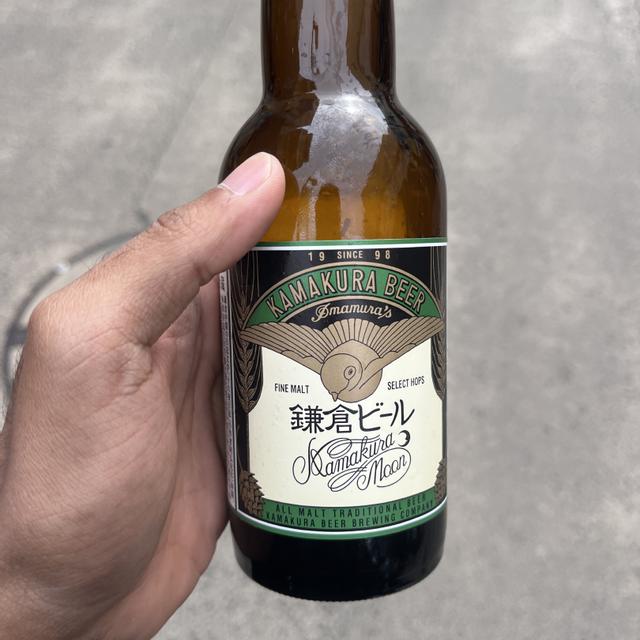 19 SINCE 98
KAMAKURA BEER
Imamura's
FINE MALT
SELECT HOPS
鎌倉ビール
Kamakura
Moon
ALL MALT TRADITIONAL BEER
KAMAKURA BEER BREWING COMPANY